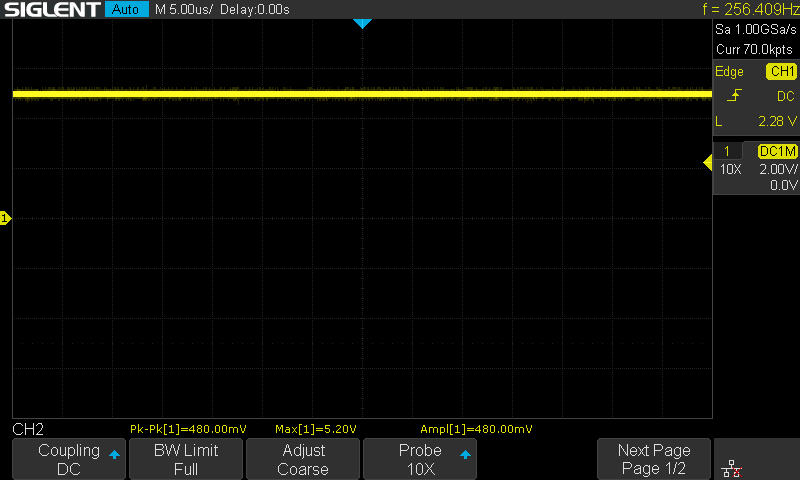 SIGLENT Auto M 5.00us/ Delay:0.00s f = 256.409Hz
Sa 1.00GSa/s
Curr 70.0kpts
Edge CH1
DC
L 2.28 V
1 DC1M
10X 2.00V/
0.0V
1
CH2 Pk-Pk[1]=480.00mV Max[1]=5.20V Ampl[1]=480.00mV
Coupling BW Limit Adjust Probe Next Page
DC Full Coarse 10X Page 1/2